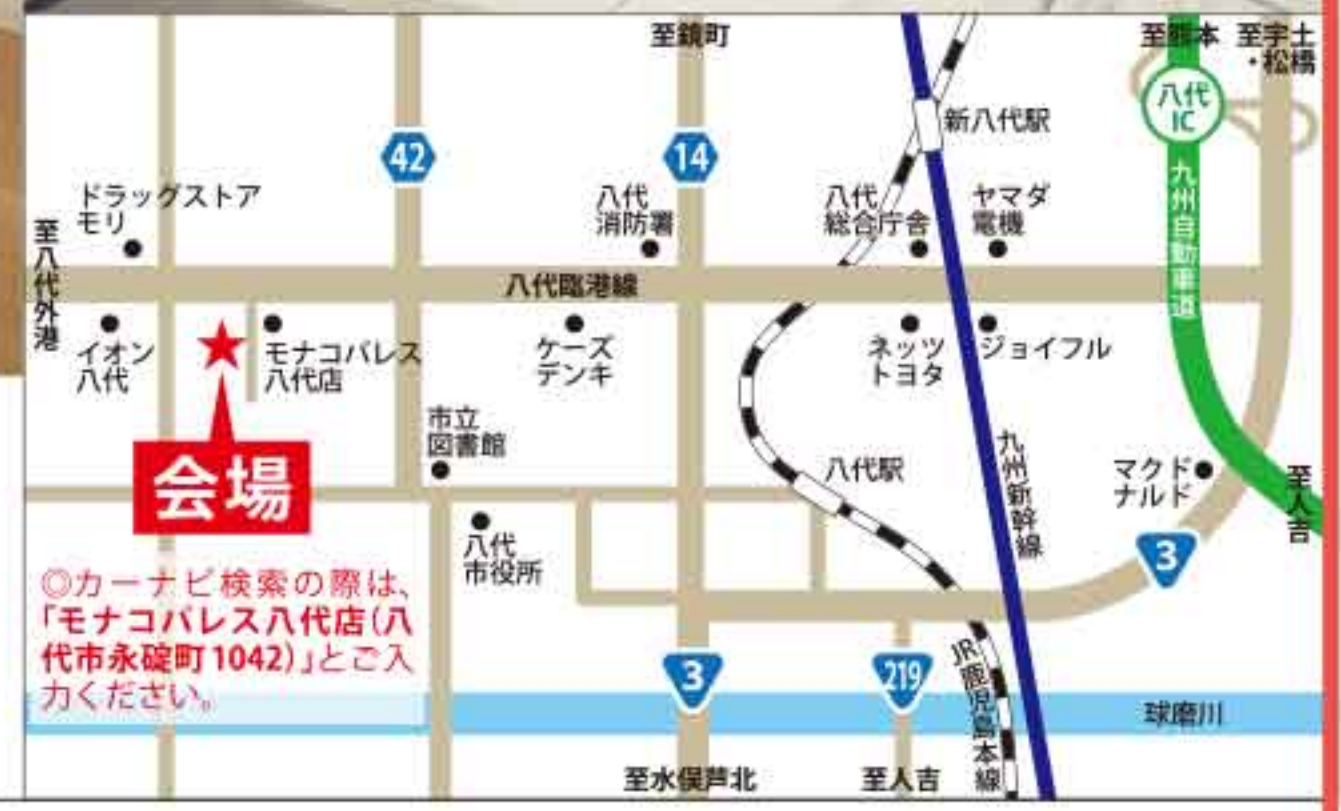 至鏡町
至熊本
至宇土
・松橋
八代
IC
新八代駅
42
14
九州自動車道
ドラッグストア
モリ
八代
消防署
八代
総合庁舎
ヤマダ
電機
至八代外港
八代臨港線
イオン
八代
モナコパレス
八代店
ケーズ
デンキ
ネッツ
トヨタ
ジョイフル
市立
図書館
八代駅
九州新幹線
マクド
ナルド
至人吉
会場
八代
市役所
3
◎カーナビ検索の際は、
「モナコパレス八代店(八
代市永碇町1042)」とご入
力ください。
3
219
JR鹿児島本線
球磨川
至水俣芦北
至人吉